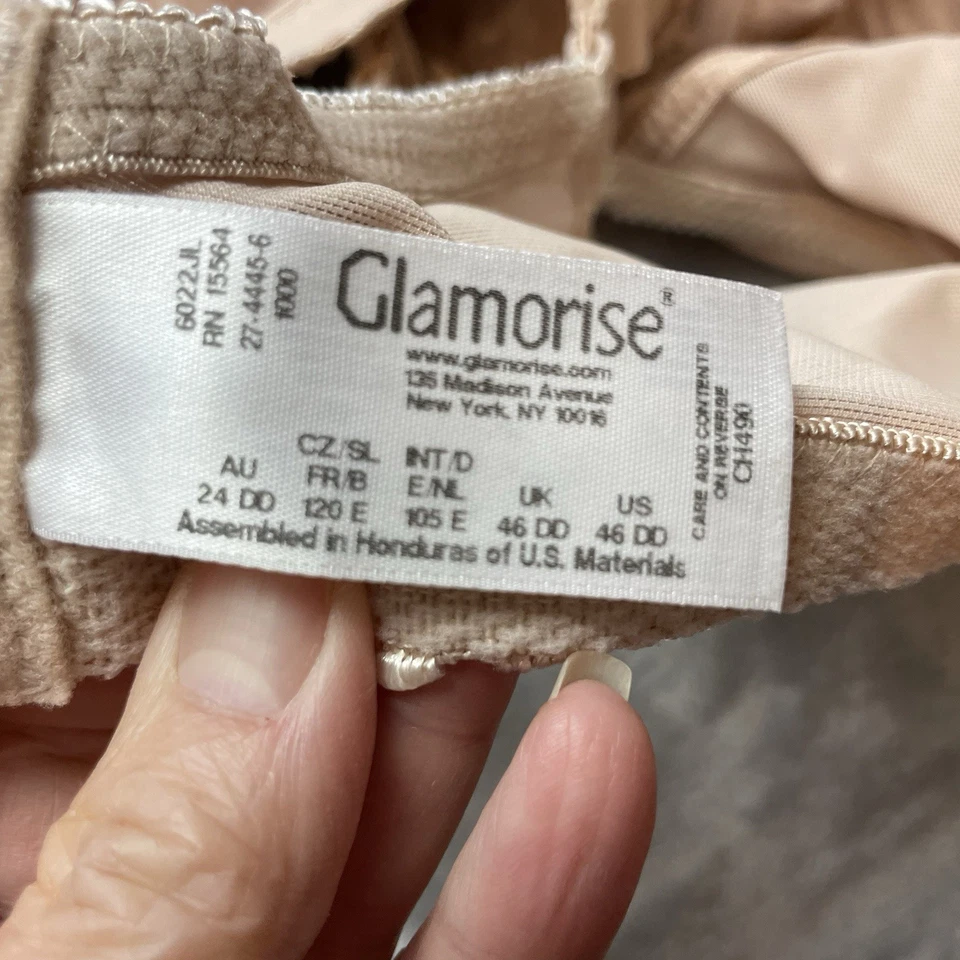 6022JL
RN 15564
27-4445-6
1000
Glamorise®
www.glamorise.com
135 Madison Avenue
New York, NY 10016
AU
24 DD
CZ/SL
FR/B
120 E
INT/D
E/NL
105 E
UK
46 DD
US
46 DD
Assembled in Honduras of U.S. Materials
CARE AND CONTENTS
ON REVERSE
CH490